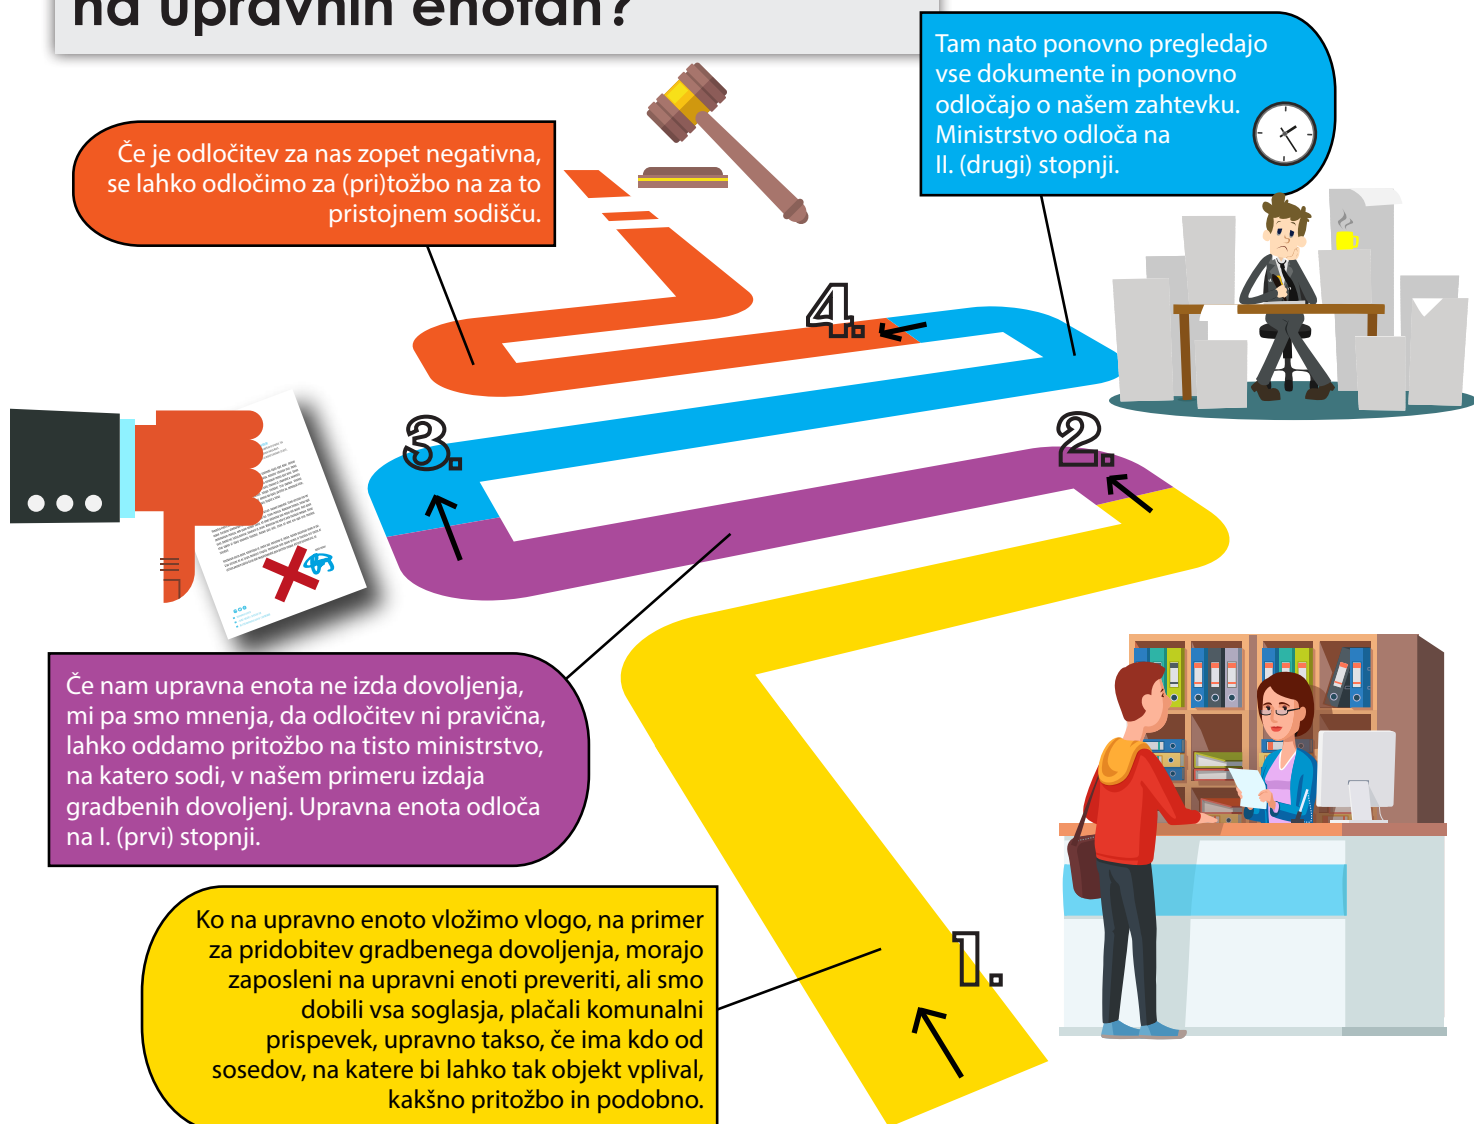 na upravnih enotah?
Tam nato ponovno pregledajo
vse dokumente in ponovno
odločajo o našem zahtevku.
Ministrstvo odloča na
II. (drugi) stopnji.
Če je odločitev za nas zopet negativna,
se lahko odločimo za (pri)tožbo na za to
pristojnem sodišču.
4.
3.
2.
Če nam upravna enota ne izda dovoljenja,
mi pa smo mnenja, da odločitev ni pravična,
lahko oddamo pritožbo na tisto ministrstvo,
na katero sodi, v našem primeru izdaja
gradbenih dovoljenj. Upravna enota odloča
na I. (prvi) stopnji.
Ko na upravno enoto vložimo vlogo, na primer
za pridobitev gradbenega dovoljenja, morajo
zaposleni na upravni enoti preveriti, ali smo
dobili vsa soglasja, plačali komunalni
prispevek, upravno takso, če ima kdo od
sosedov, na katere bi lahko tak objekt vplival,
kakšno pritožbo in podobno.
1.